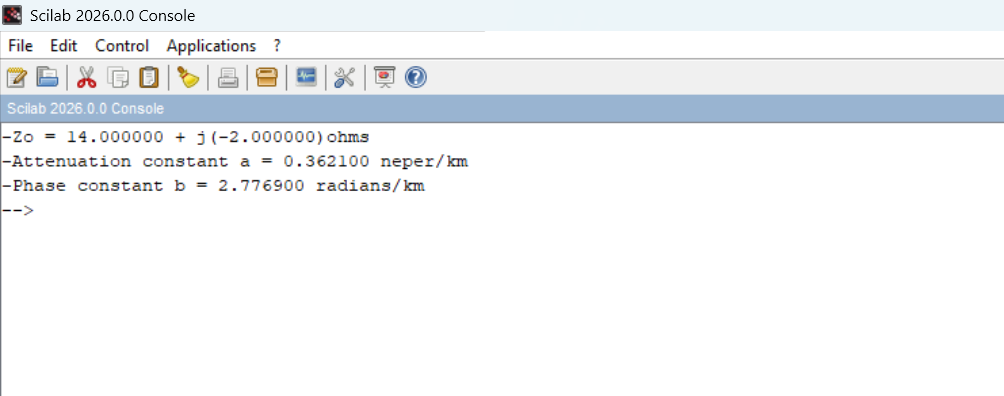 Scilab 2026.0.0 Console
File Edit Control Applications ?
Scilab 2026.0.0 Console
-Zo = 14.000000 + j(-2.000000)ohms
-Attenuation constant a = 0.362100 neper/km
-Phase constant b = 2.776900 radians/km
-->